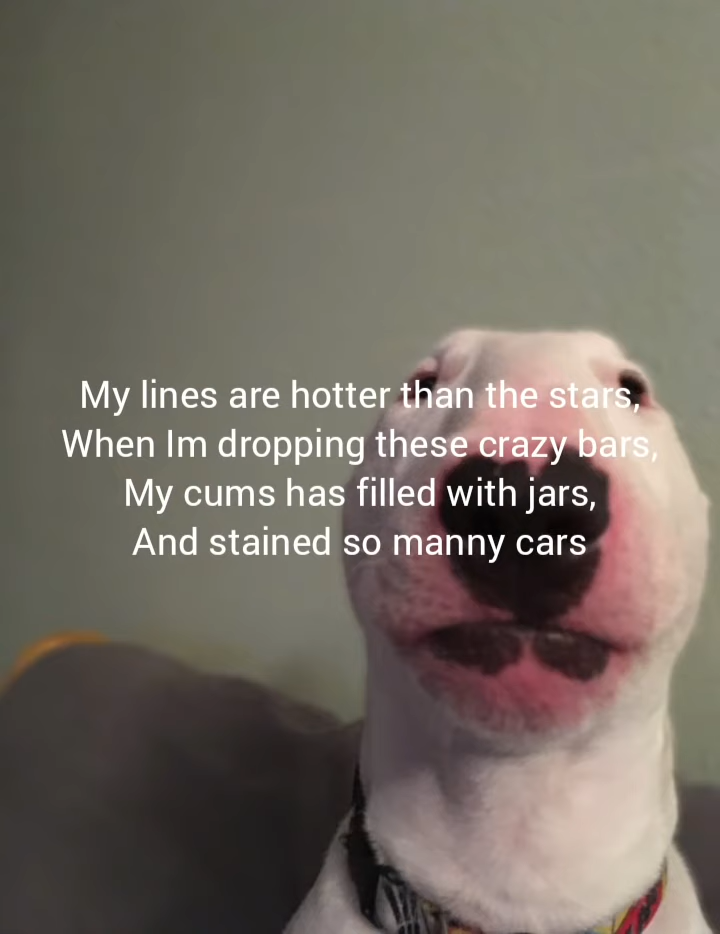 My lines are hotter than the stars,
When Im dropping these crazy bars,
My cums has filled with jars,
And stained so manny cars